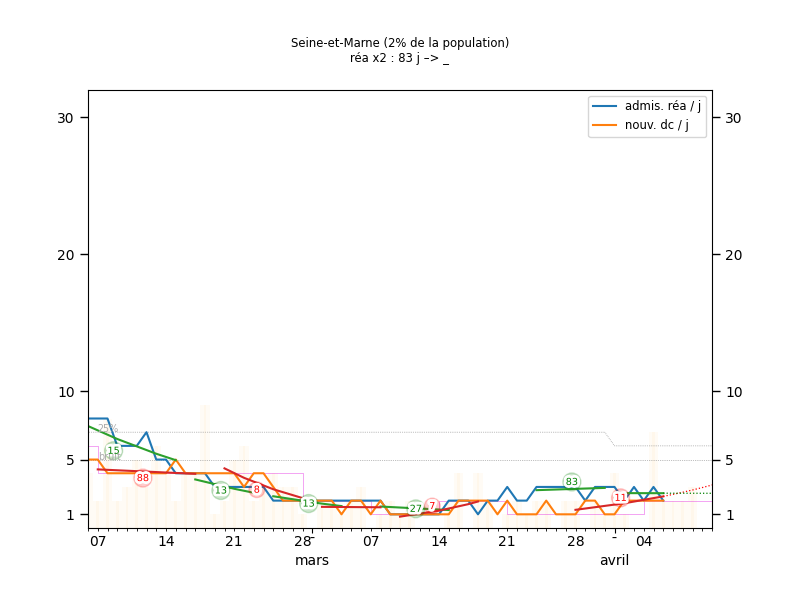 Seine-et-Marne (2% de la population)
réa x2 : 83 j –> _
admis. réa / j
nouv. dc / j
30 30
20 20
10 10
5 5
1 1
25%
bruit
15 88 13 8 13 27 7 83 11
07 14 21 28 07 14 21 28 04
mars avril